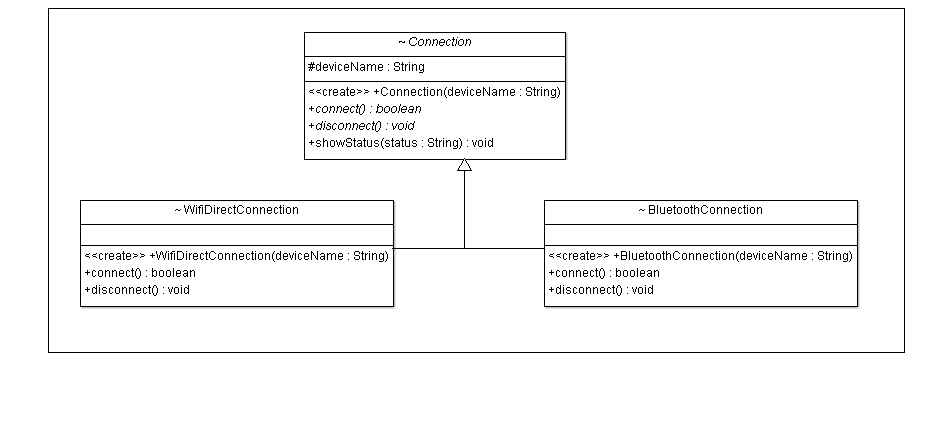 ~ Connection
#deviceName : String
<<create>> +Connection(deviceName : String)
+connect() : boolean
+disconnect() : void
+showStatus(status : String) : void
~ WifiDirectConnection
<<create>> +WifiDirectConnection(deviceName : String)
+connect() : boolean
+disconnect() : void
~ BluetoothConnection
<<create>> +BluetoothConnection(deviceName : String)
+connect() : boolean
+disconnect() : void